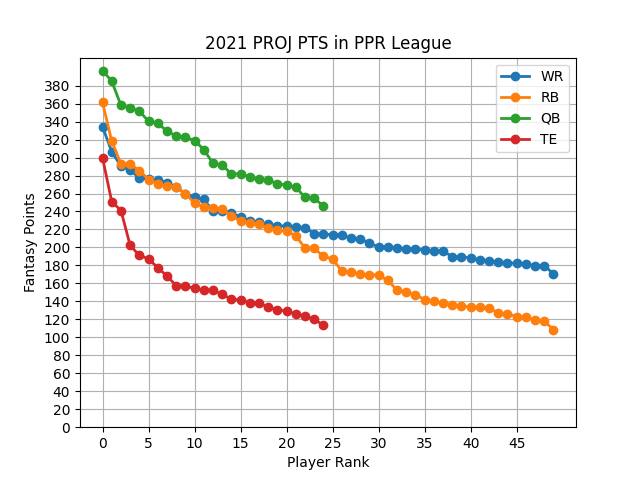 2021 PROJ PTS in PPR League
WR
RB
QB
TE
Fantasy Points
380
360
340
320
300
280
260
240
220
200
180
160
140
120
100
80
60
40
20
0
0 5 10 15 20 25 30 35 40 45
Player Rank